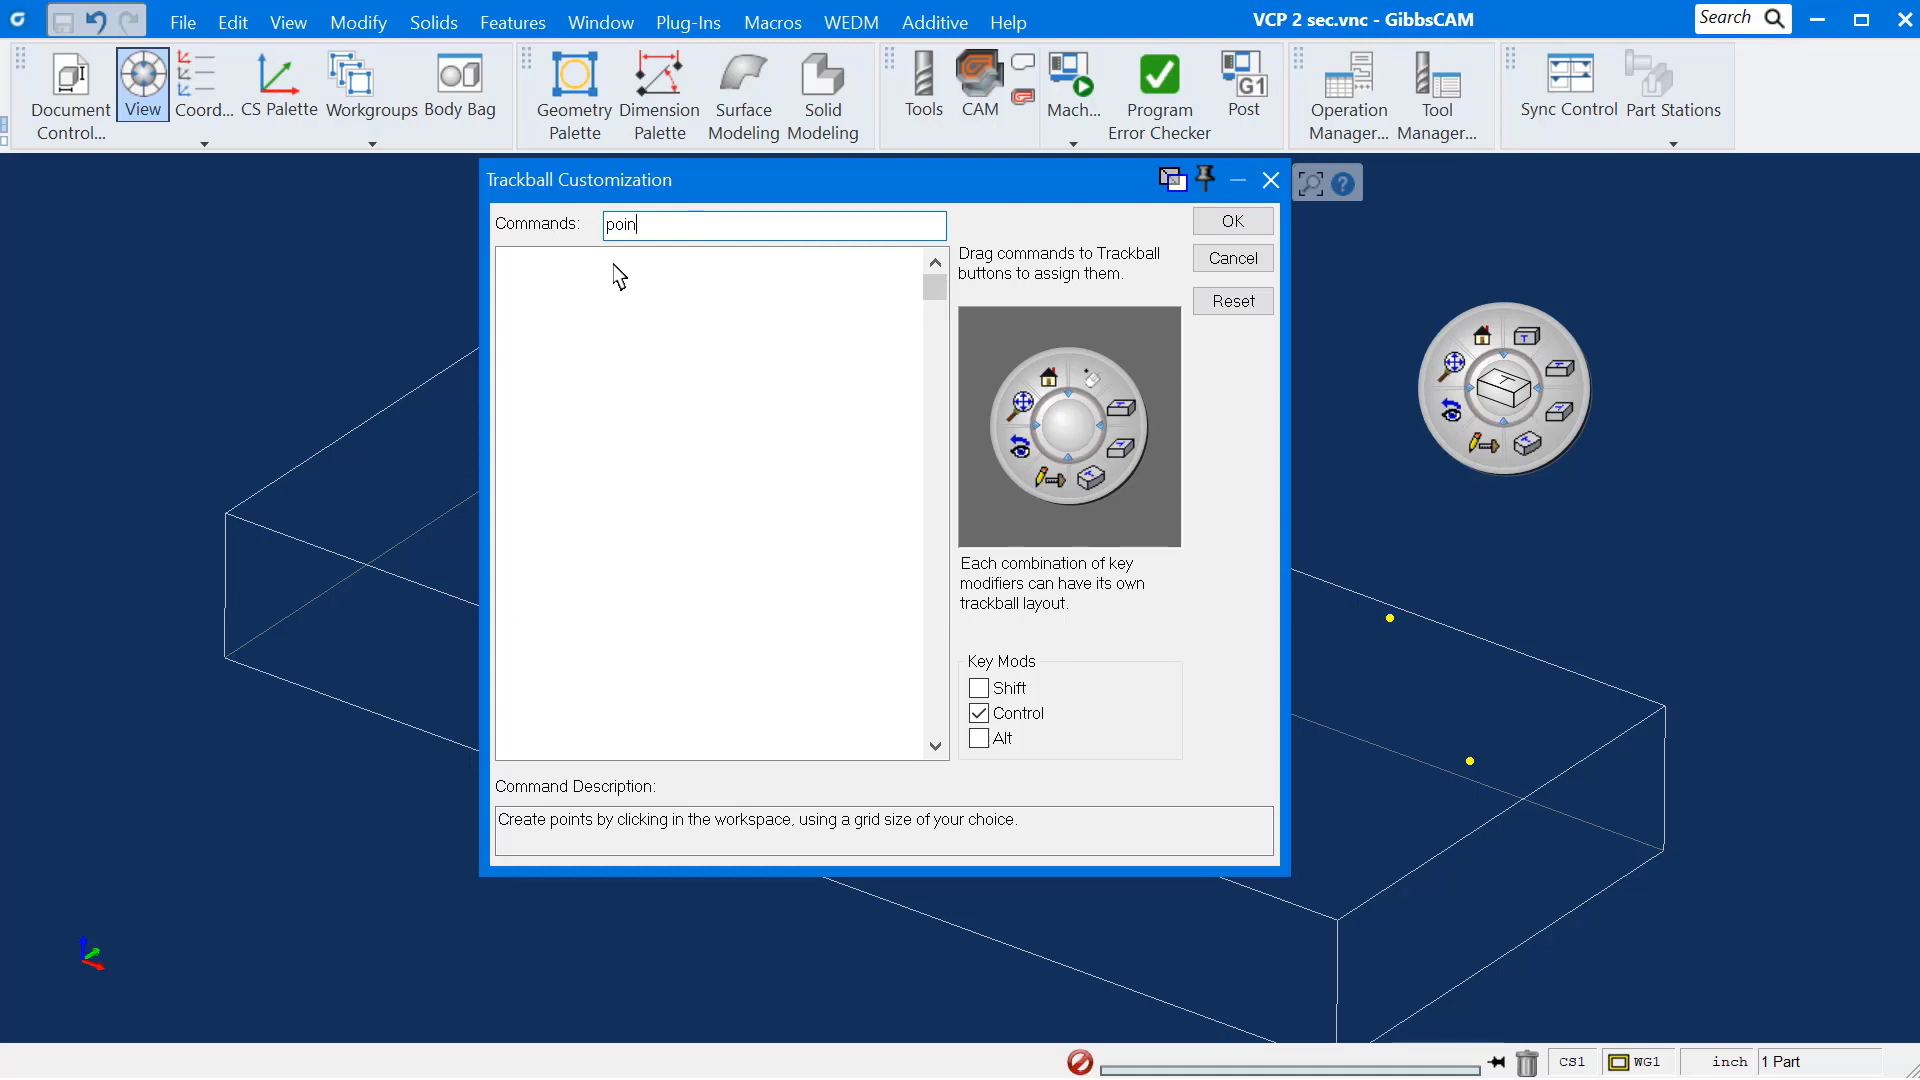 File Edit View Modify Solids Features Window Plug-Ins Macros WEDM Additive Help VCP 2 sec.vnc - GibbsCAM Search
Document Control...
View
Coord...
CS Palette
Workgroups
Body Bag
Geometry Palette
Dimension Palette
Surface Modeling
Solid Modeling
Tools
CAM
Mach...
Program Error Checker
G1
Post
Operation Manager...
Tool Manager...
Sync Control
Part Stations
Trackball Customization
Commands: poin
OK
Cancel
Reset
Drag commands to Trackball
buttons to assign them.
Each combination of key
modifiers can have its own
trackball layout.
Key Mods
Shift
Control
Alt
Command Description:
Create points by clicking in the workspace, using a grid size of your choice.
CS1 WG1 inch 1 Part